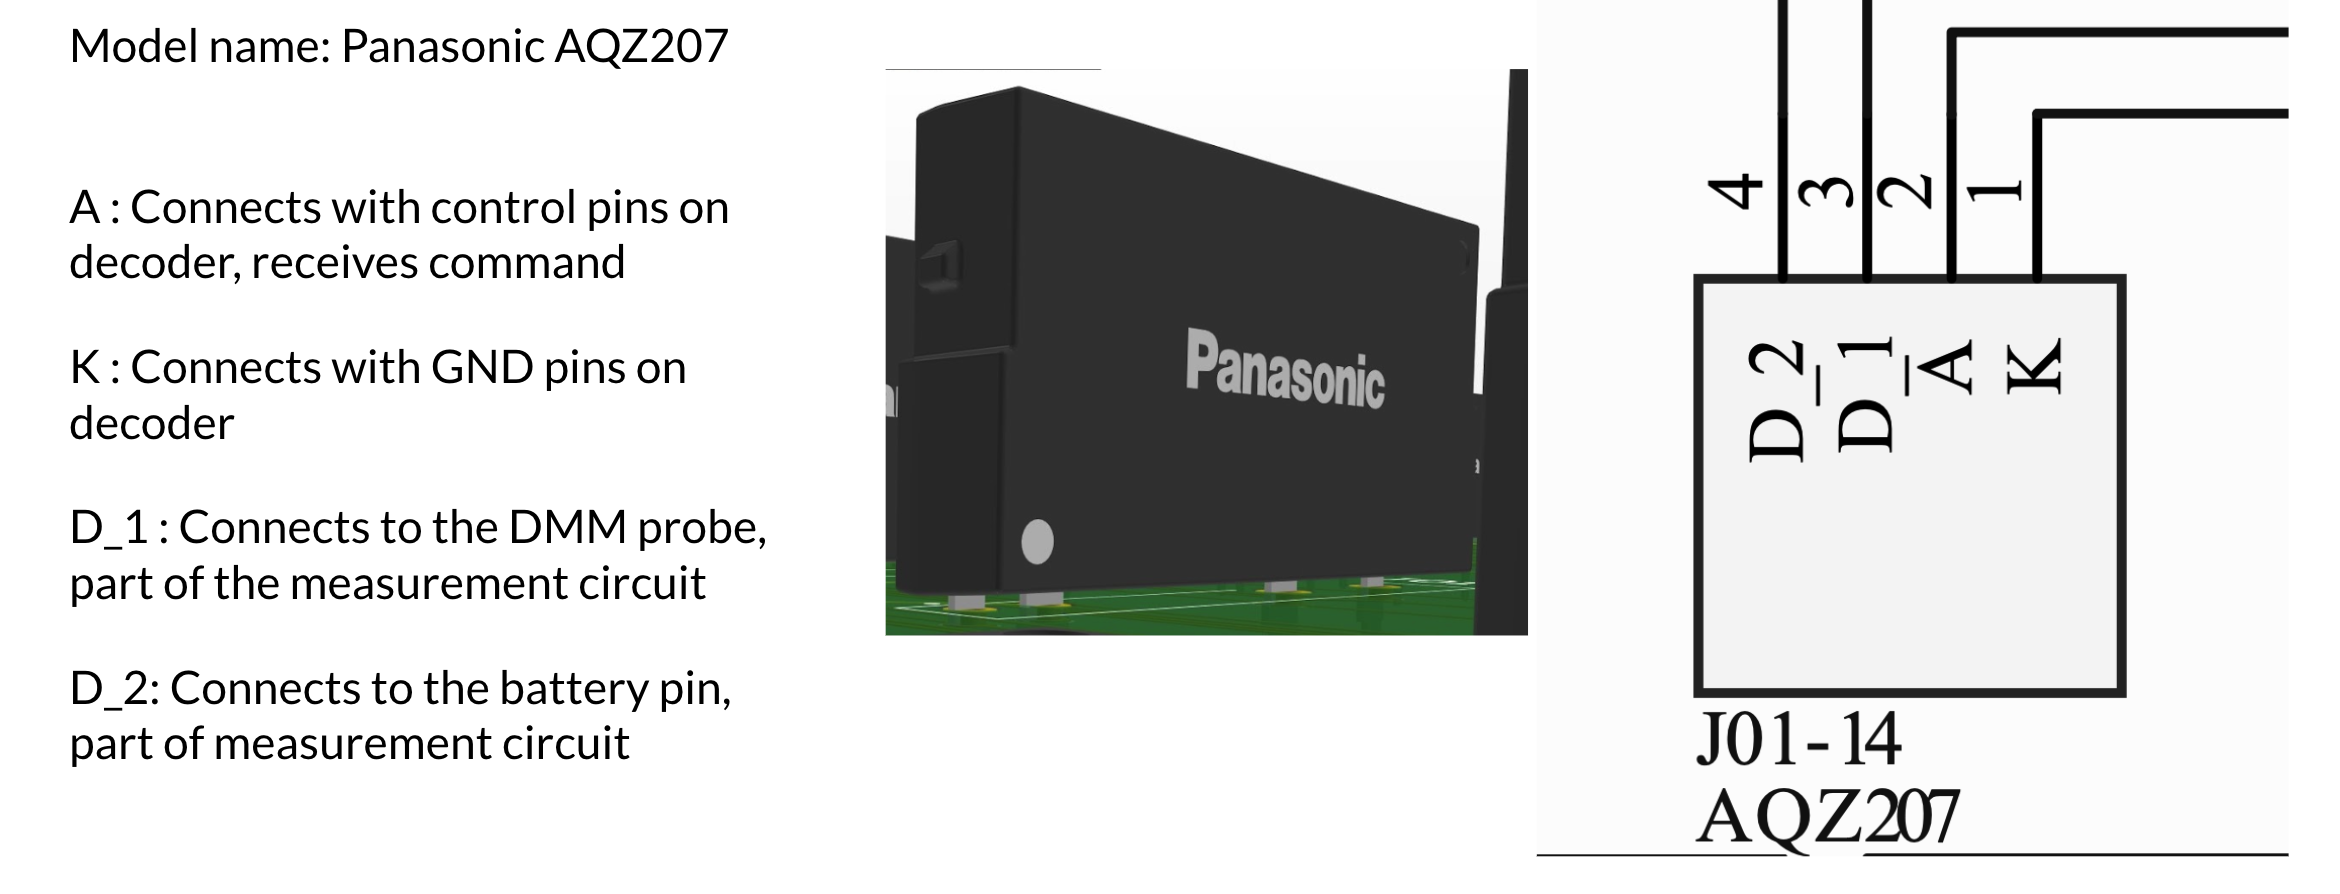 Model name: Panasonic AQZ207
A : Connects with control pins on
decoder, receives command
K : Connects with GND pins on
decoder
D_1 : Connects to the DMM probe,
part of the measurement circuit
D_2: Connects to the battery pin,
part of measurement circuit
Panasonic
4
3
2
1
D_2
D_1
A
K
J01-14
AQZ207